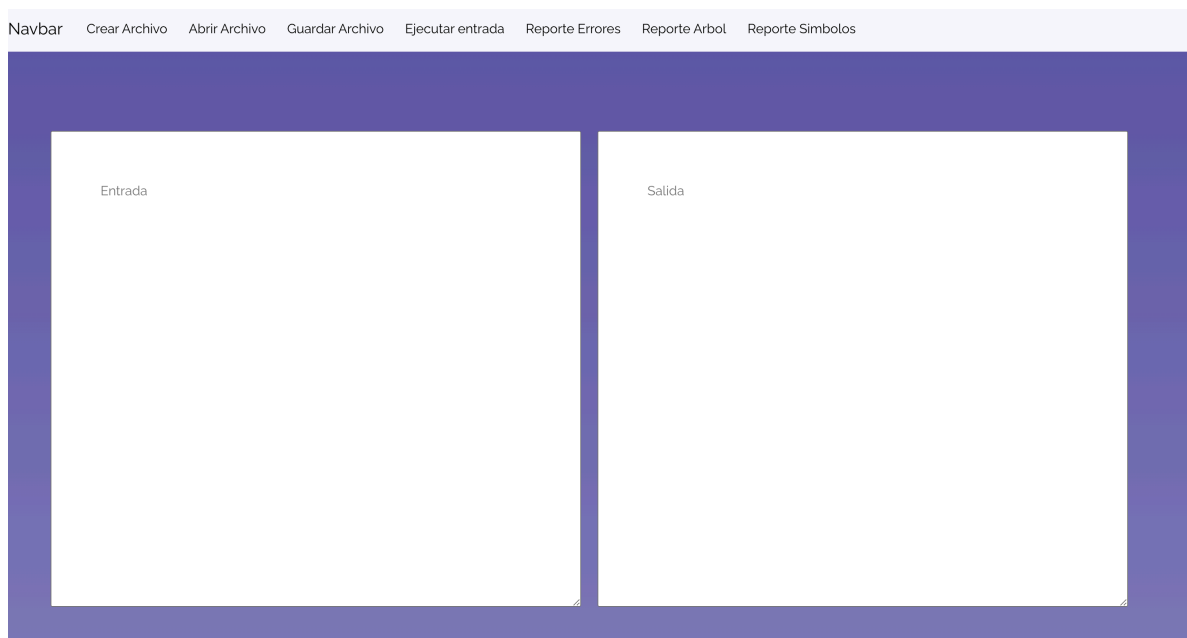 Navbar Crear Archivo Abrir Archivo Guardar Archivo Ejecutar entrada Reporte Errores Reporte Arbol Reporte Simbolos
Entrada
Salida